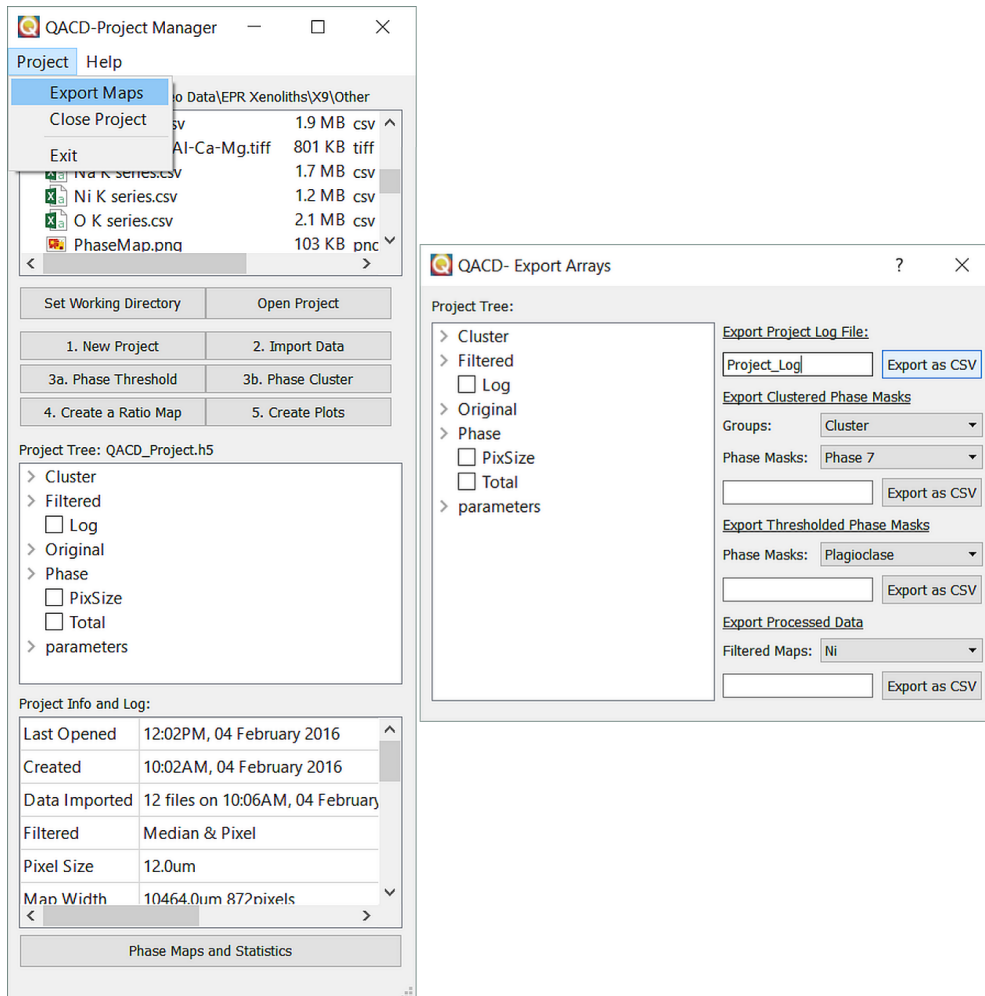 QACD-Project Manager
Project Help
Export Maps
Close Project
Exit
o Data\EPR Xenoliths\X9\Other
sv 1.9 MB csv
Al-Ca-Mg.tiff 801 KB tiff
Na K series.csv 1.7 MB csv
Ni K series.csv 1.2 MB csv
O K series.csv 2.1 MB csv
PhaseMap.png 103 KB png
Set Working Directory Open Project
1. New Project 2. Import Data
3a. Phase Threshold 3b. Phase Cluster
4. Create a Ratio Map 5. Create Plots
Project Tree: QACD_Project.h5
Cluster
Filtered
Log
Original
Phase
PixSize
Total
parameters
Project Info and Log:
Last Opened 12:02PM, 04 February 2016
Created 10:02AM, 04 February 2016
Data Imported 12 files on 10:06AM, 04 February
Filtered Median & Pixel
Pixel Size 12.0um
Map Width 10464.0um 872pixels
Phase Maps and Statistics
QACD- Export Arrays ?
Project Tree:
Cluster
Filtered
Log
Original
Phase
PixSize
Total
parameters
Export Project Log File:
Project_Log Export as CSV
Export Clustered Phase Masks
Groups: Cluster
Phase Masks: Phase 7
Export as CSV
Export Thresholded Phase Masks
Phase Masks: Plagioclase
Export as CSV
Export Processed Data
Filtered Maps: Ni
Export as CSV